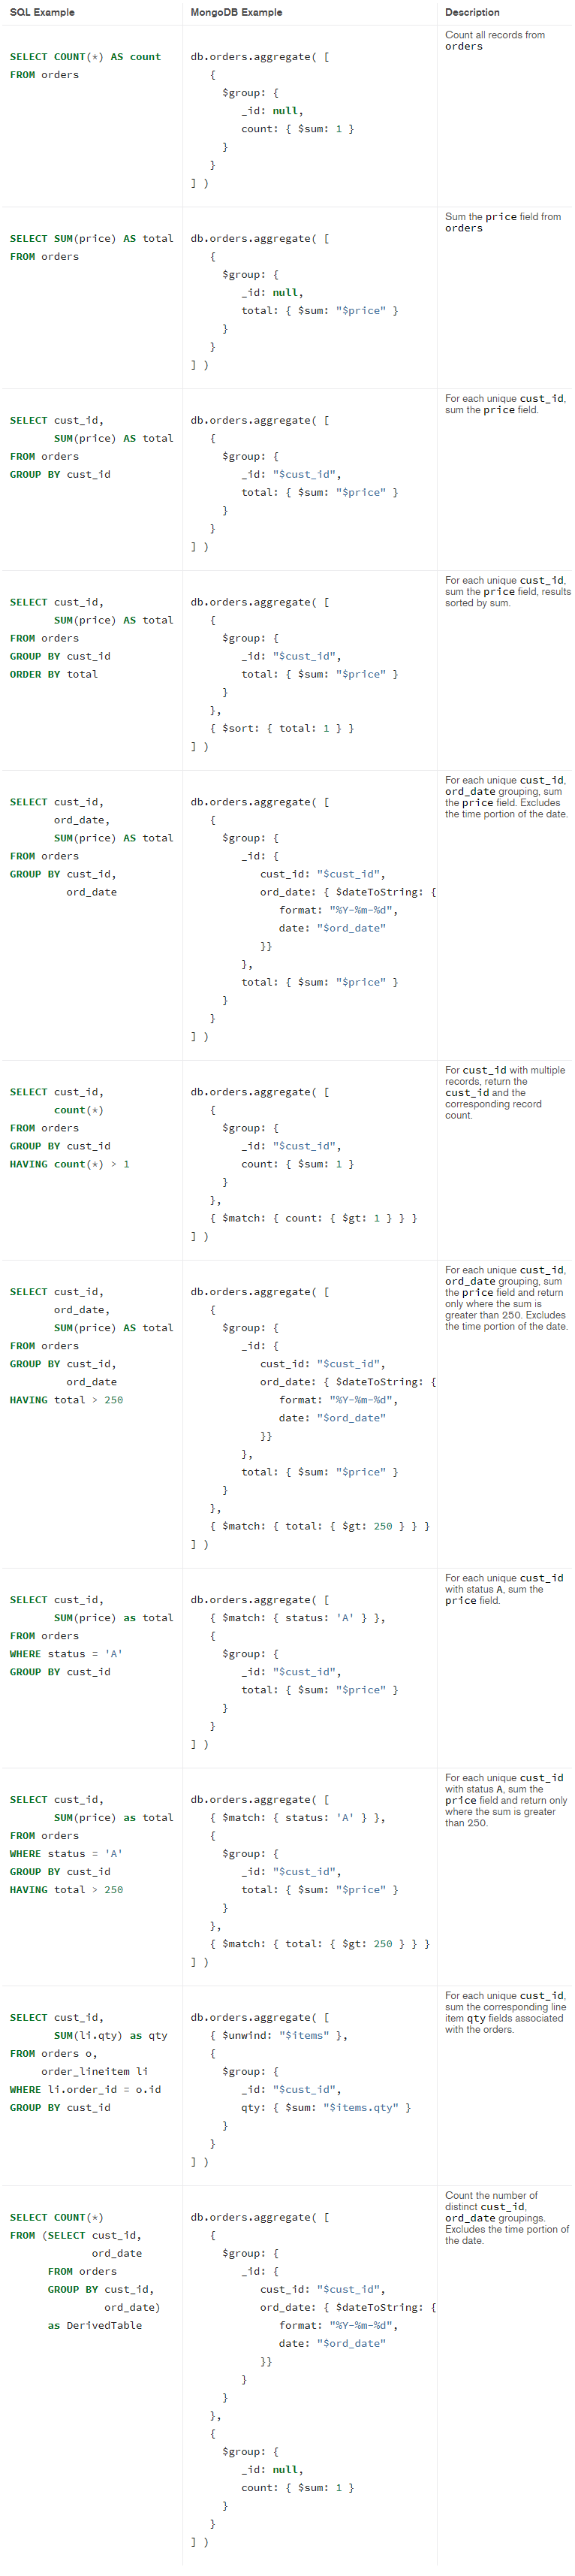 SQL Example
MongoDB Example
Description
SELECT COUNT(*) AS count
FROM orders
db.orders.aggregate( [
{
$group: {
_id: null,
count: { $sum: 1 }
}
}
] )
Count all records from
orders
SELECT SUM(price) AS total
FROM orders
db.orders.aggregate( [
{
$group: {
_id: null,
total: { $sum: "$price" }
}
}
] )
Sum the price field from
orders
SELECT cust_id,
SUM(price) AS total
FROM orders
GROUP BY cust_id
db.orders.aggregate( [
{
$group: {
_id: "$cust_id",
total: { $sum: "$price" }
}
}
] )
For each unique cust_id,
sum the price field.
SELECT cust_id,
SUM(price) AS total
FROM orders
GROUP BY cust_id
ORDER BY total
db.orders.aggregate( [
{
$group: {
_id: "$cust_id",
total: { $sum: "$price" }
}
},
{ $sort: { total: 1 } }
] )
For each unique cust_id,
sum the price field, results
sorted by sum.
SELECT cust_id,
ord_date,
SUM(price) AS total
FROM orders
GROUP BY cust_id,
ord_date
db.orders.aggregate( [
{
$group: {
_id: {
cust_id: "$cust_id",
ord_date: { $dateToString: {
format: "%Y-%m-%d",
date: "$ord_date"
}}
},
total: { $sum: "$price" }
}
}
] )
For each unique cust_id,
ord_date grouping, sum
the price field. Excludes
the time portion of the date.
SELECT cust_id,
count(*)
FROM orders
GROUP BY cust_id
HAVING count(*) > 1
db.orders.aggregate( [
{
$group: {
_id: "$cust_id",
count: { $sum: 1 }
}
},
{ $match: { count: { $gt: 1 } } }
] )
For cust_id with multiple
records, return the
cust_id and the
corresponding record
count.
SELECT cust_id,
ord_date,
SUM(price) AS total
FROM orders
GROUP BY cust_id,
ord_date
HAVING total > 250
db.orders.aggregate( [
{
$group: {
_id: {
cust_id: "$cust_id",
ord_date: { $dateToString: {
format: "%Y-%m-%d",
date: "$ord_date"
}}
},
total: { $sum: "$price" }
}
},
{ $match: { total: { $gt: 250 } } }
] )
For each unique cust_id,
ord_date grouping, sum
the price field and return
only where the sum is
greater than 250. Excludes
the time portion of the date.
SELECT cust_id,
SUM(price) as total
FROM orders
WHERE status = 'A'
GROUP BY cust_id
db.orders.aggregate( [
{ $match: { status: 'A' } },
{
$group: {
_id: "$cust_id",
total: { $sum: "$price" }
}
}
] )
For each unique cust_id
with status A, sum the
price field.
SELECT cust_id,
SUM(price) as total
FROM orders
WHERE status = 'A'
GROUP BY cust_id
HAVING total > 250
db.orders.aggregate( [
{ $match: { status: 'A' } },
{
$group: {
_id: "$cust_id",
total: { $sum: "$price" }
}
},
{ $match: { total: { $gt: 250 } } }
] )
For each unique cust_id
with status A, sum the
price field and return only
where the sum is greater
than 250.
SELECT cust_id,
SUM(li.qty) as qty
FROM orders o,
order_lineitem li
WHERE li.order_id = o.id
GROUP BY cust_id
db.orders.aggregate( [
{ $unwind: "$items" },
{
$group: {
_id: "$cust_id",
qty: { $sum: "$items.qty" }
}
}
] )
For each unique cust_id,
sum the corresponding line
item qty fields associated
with the orders.
SELECT COUNT(*)
FROM (SELECT cust_id,
ord_date
FROM orders
GROUP BY cust_id,
ord_date)
as DerivedTable
db.orders.aggregate( [
{
$group: {
_id: {
cust_id: "$cust_id",
ord_date: { $dateToString: {
format: "%Y-%m-%d",
date: "$ord_date"
}}
}
}
},
{
$group: {
_id: null,
count: { $sum: 1 }
}
}
] )
Count the number of
distinct cust_id,
ord_date groupings.
Excludes the time portion of
the date.